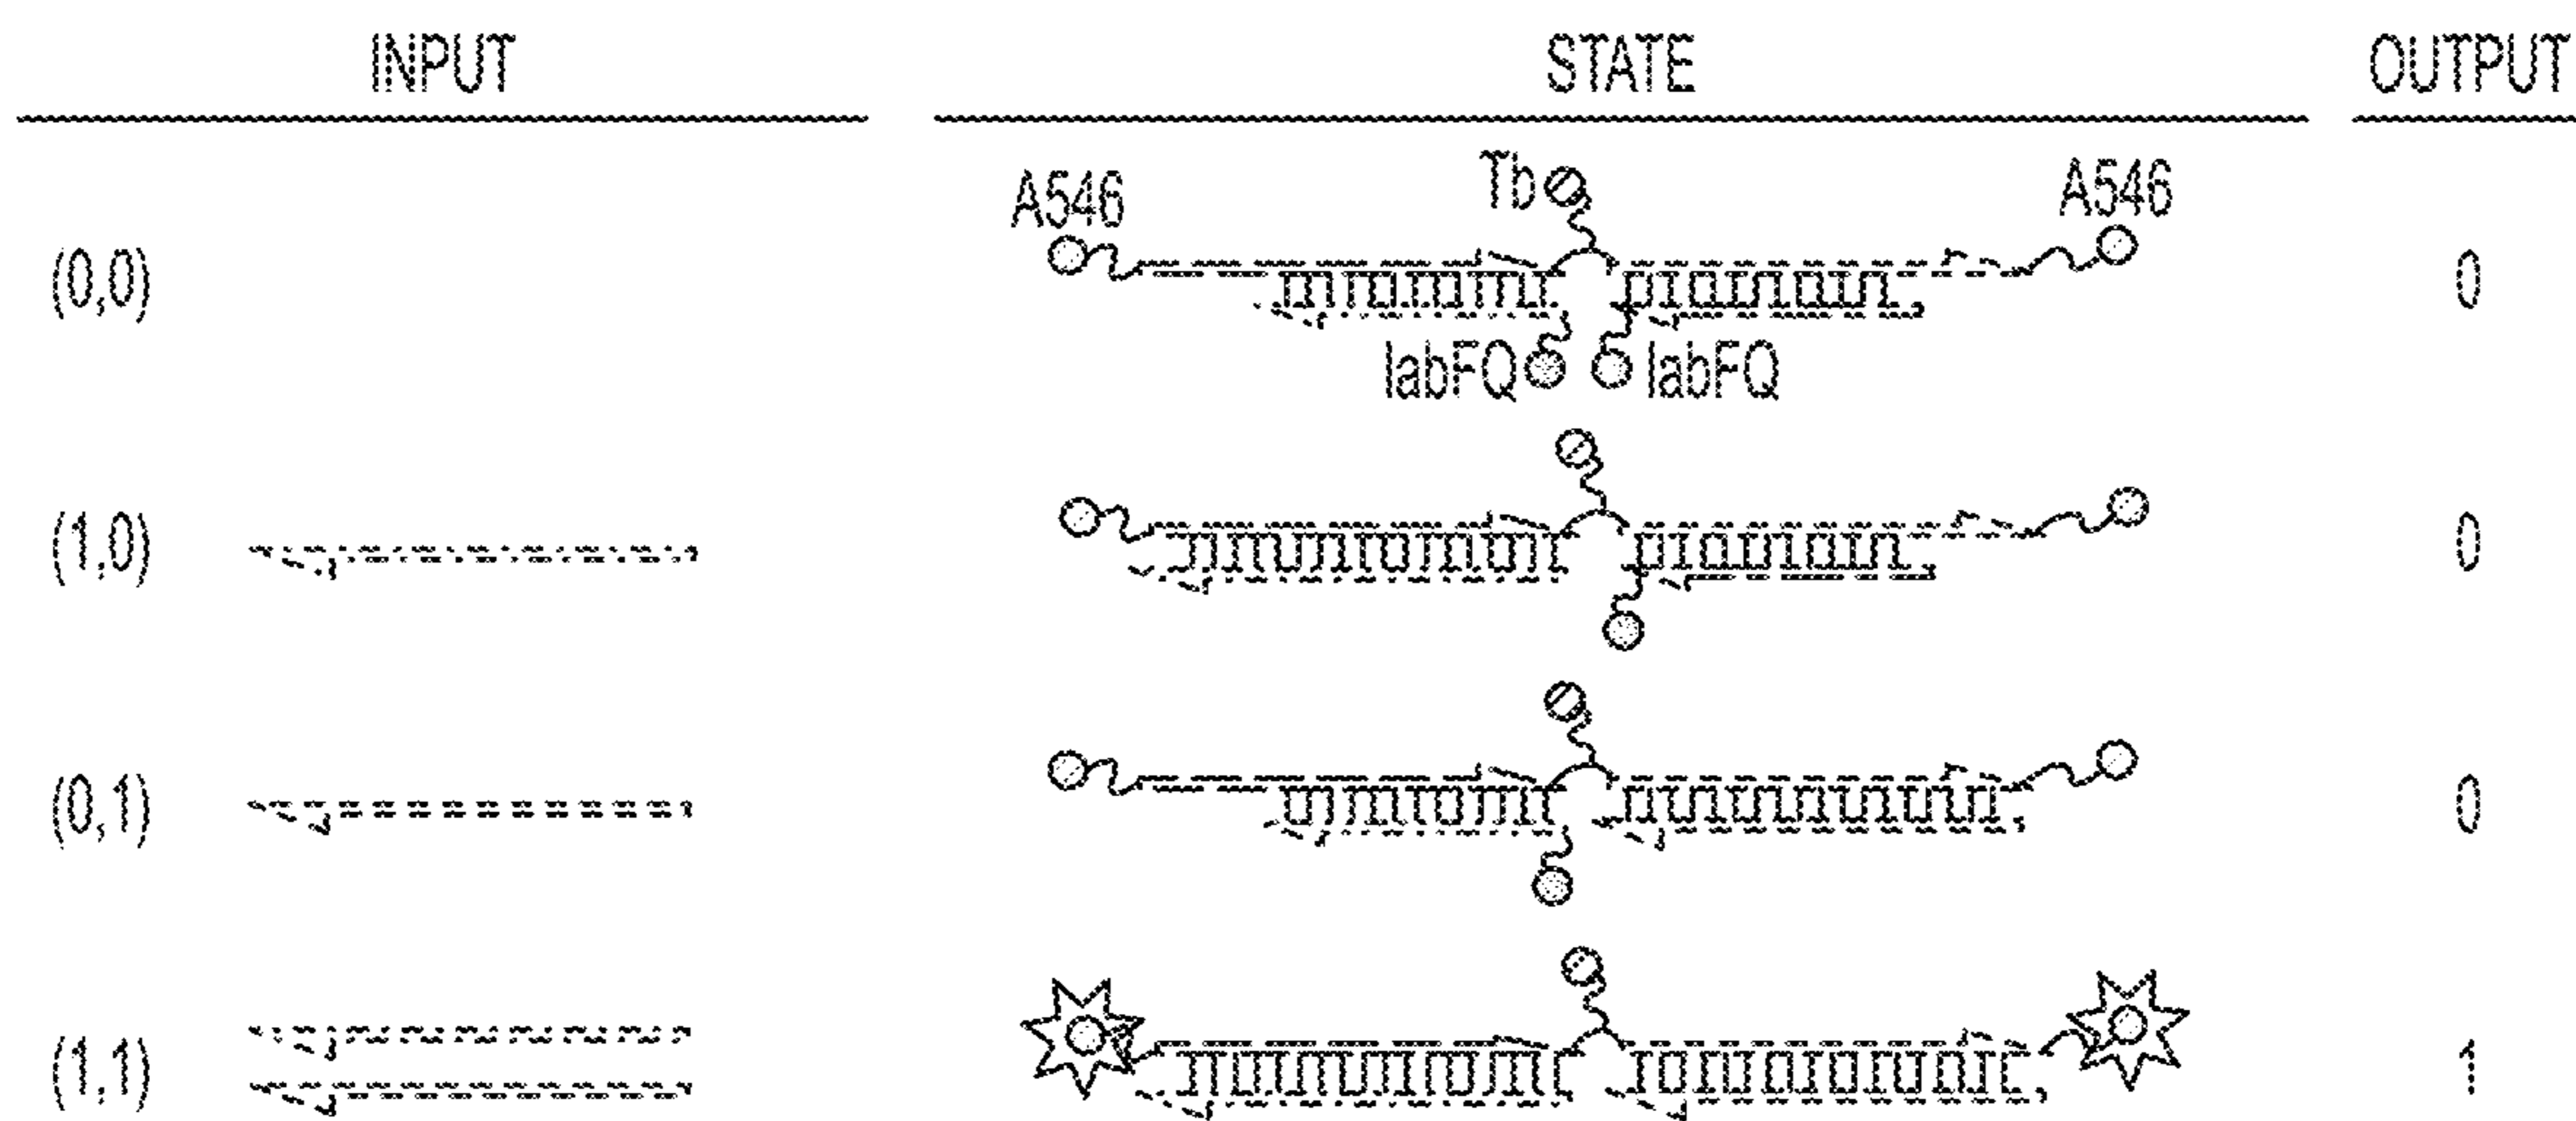 INPUT STATE OUTPUT
A546 Tb A546
(0,0) 0
labFQ labFQ
(1,0) 0
(0,1) 0
(1,1) 1